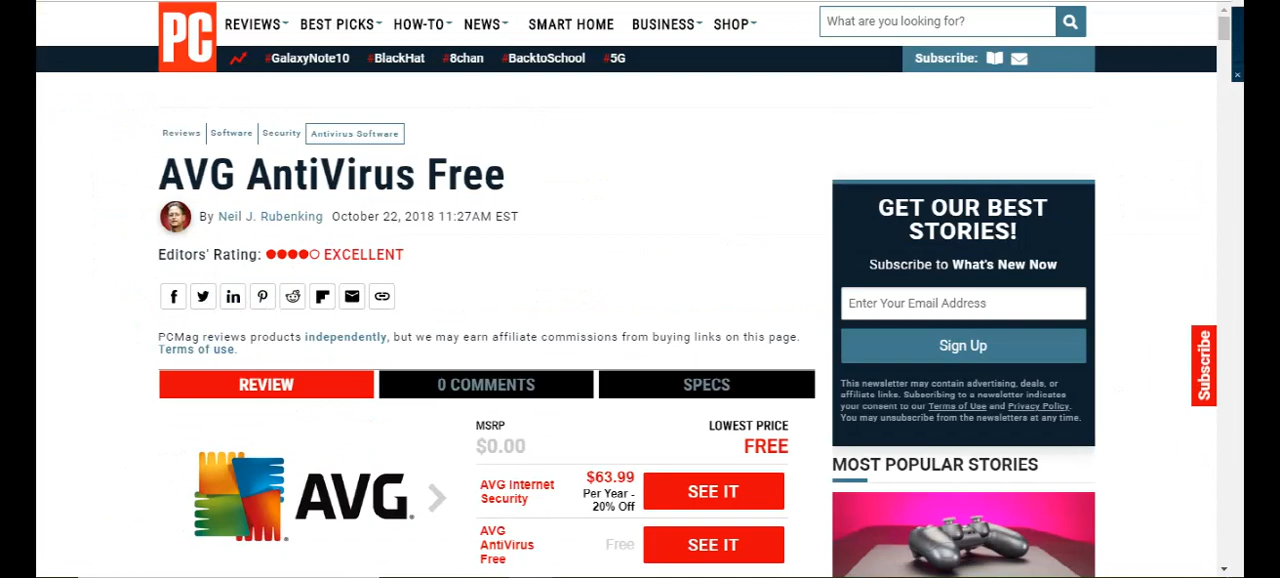 PC
REVIEWS BEST PICKS HOW-TO NEWS SMART HOME BUSINESS SHOP
What are you looking for?
#GalaxyNote10 #BlackHat #8chan #BacktoSchool #5G
Subscribe:
Reviews Software Security Antivirus Software
AVG AntiVirus Free
By Neil J. Rubenking October 22, 2018 11:27AM EST
Editors' Rating: EXCELLENT
PCMag reviews products independently, but we may earn affiliate commissions from buying links on this page.
Terms of use.
REVIEW 0 COMMENTS SPECS
MSRP LOWEST PRICE
$0.00 FREE
AVG Internet
Security
$63.99
Per Year -
20% Off
SEE IT
AVG
AntiVirus
Free
Free
SEE IT
AVG
GET OUR BEST
STORIES!
Subscribe to What's New Now
Enter Your Email Address
Sign Up
This newsletter may contain advertising, deals, or
affiliate links. Subscribing to a newsletter indicates
your consent to our Terms of Use and Privacy Policy.
You may unsubscribe from the newsletters at any time.
MOST POPULAR STORIES
Subscribe